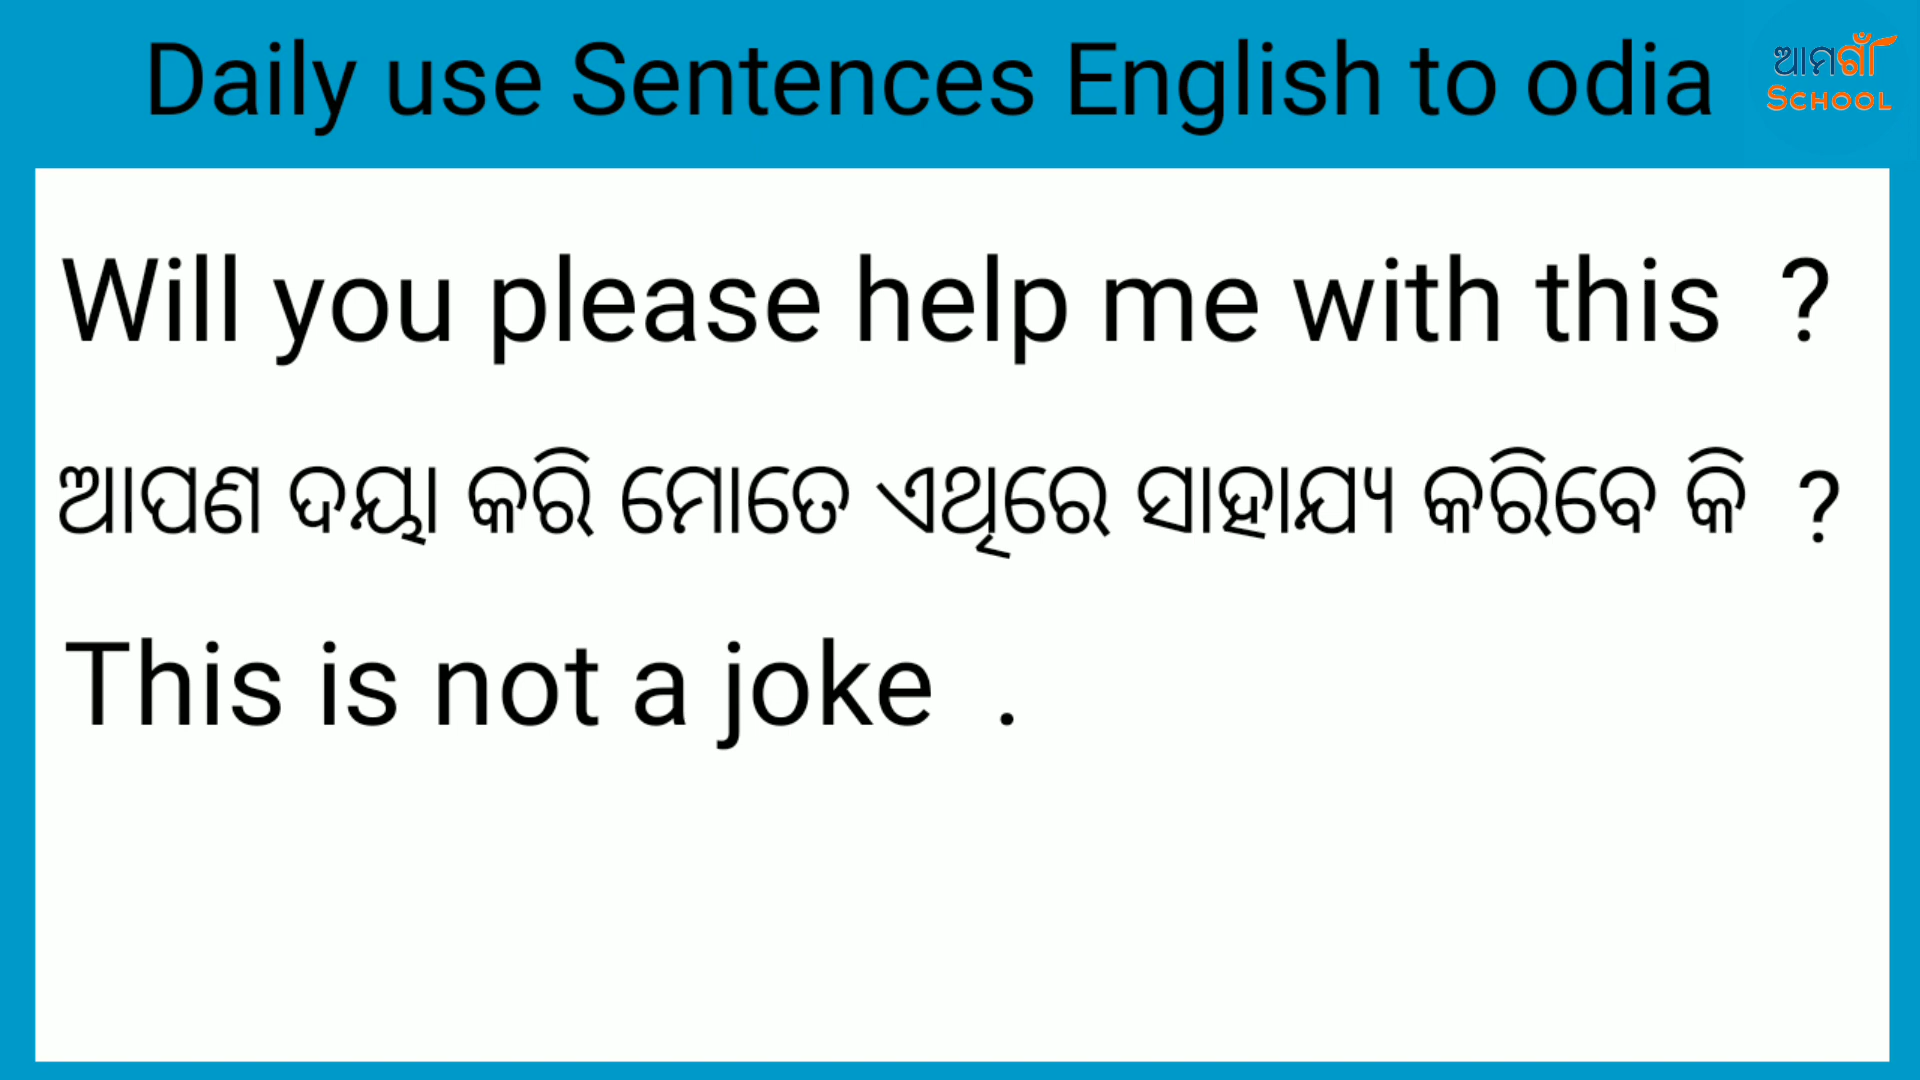 Daily use Sentences English to odia
ଆମଗାଁ
SCHOOL
Will you please help me with this ?
ଆପଣ ଦୟା କରି ମୋତେ ଏଥିରେ ସାହାଯ୍ୟ କରିବେ କି ?
This is not a joke .